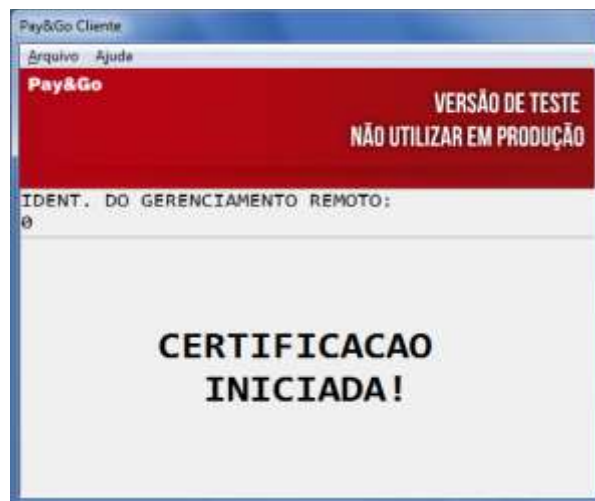 Pay&Go Cliente
Arquivo Ajuda
Pay&Go
VERSÃO DE TESTE
NÃO UTILIZAR EM PRODUÇÃO
IDENT. DO GERENCIAMENTO REMOTO:
0
CERTIFICACAO
INICIADA!